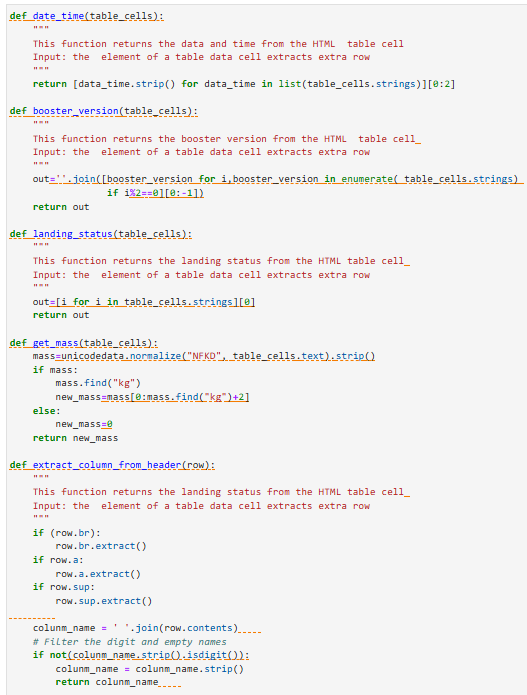 def date_time(table_cells):
    """
    This function returns the data and time from the HTML  table cell
    Input: the  element of a table data cell extracts extra row
    """
    return [data_time.strip() for data_time in list(table_cells.strings)][0:2]

def booster_version(table_cells):
    """
    This function returns the booster version from the HTML  table cell
    Input: the  element of a table data cell extracts extra row
    """
    out=''.join([booster_version for i,booster_version in enumerate( table_cells.strings)
                 if i%2==0][0:-1])
    return out

def landing_status(table_cells):
    """
    This function returns the landing status from the HTML table cell
    Input: the  element of a table data cell extracts extra row
    """
    out=[i for i in table_cells.strings][0]
    return out

def get_mass(table_cells):
    mass=unicodedata.normalize("NFKD", table_cells.text).strip()
    if mass:
        mass.find("kg")
        new_mass=mass[0:mass.find("kg")+2]
    else:
        new_mass=0
    return new_mass

def extract_column_from_header(row):
    """
    This function returns the landing status from the HTML table cell
    Input: the  element of a table data cell extracts extra row
    """
    if (row.br):
        row.br.extract()
    if row.a:
        row.a.extract()
    if row.sup:
        row.sup.extract()

    colunm_name = ' '.join(row.contents)
    # Filter the digit and empty names
    if not(colunm_name.strip().isdigit()):
        colunm_name = colunm_name.strip()
        return colunm_name